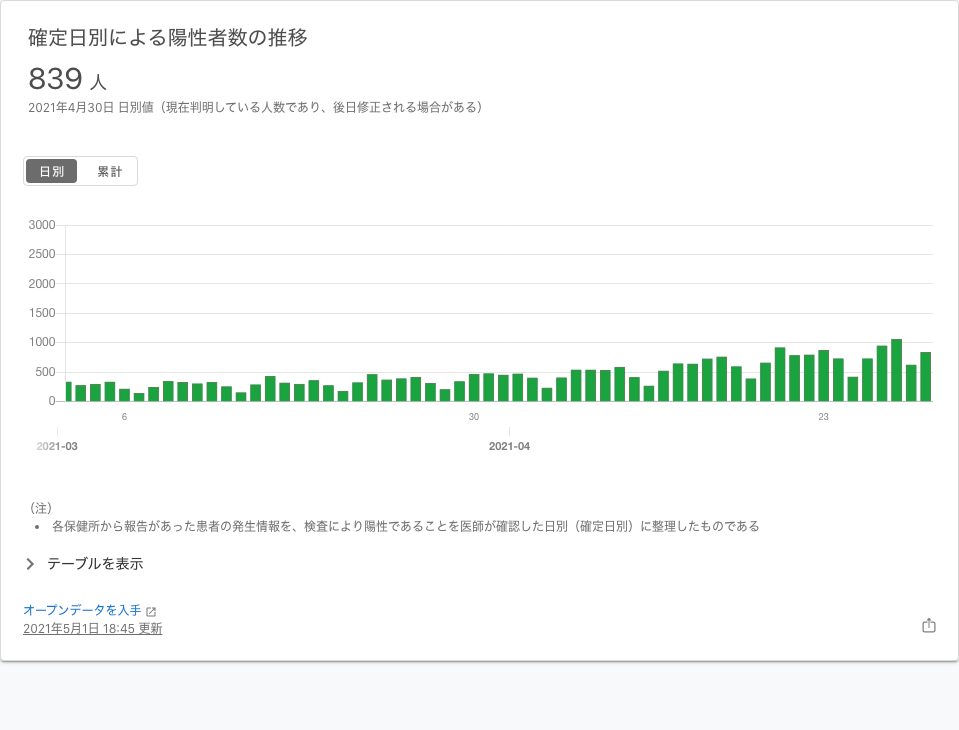 確定日別による陽性者数の推移
839 人
2021年4月30日 日別値（現在判明している人数であり、後日修正される場合がある）
日別 累計
3000
2500
2000
1500
1000
500
0
6 30 23
2021-03 2021-04
（注）
• 各保健所から報告があった患者の発生情報を、検査により陽性であることを医師が確認した日別（確定日別）に整理したものである
テーブルを表示
オープンデータを入手
2021年5月1日 18:45 更新